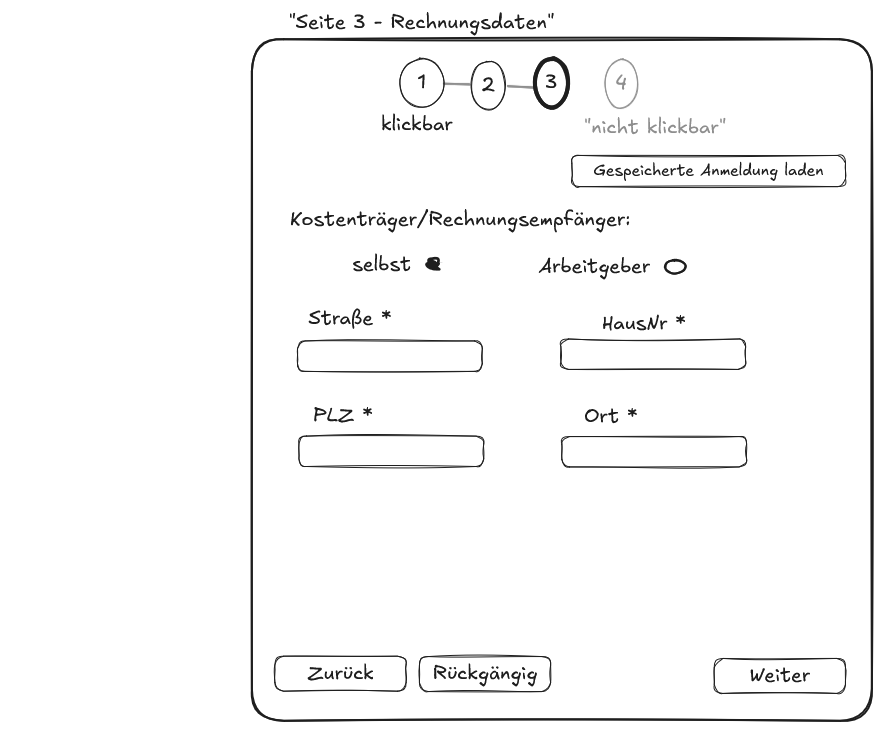 "Seite 3 - Rechnungsdaten"
1 2 3 4
klickbar "nicht klickbar"
Gespeicherte Anmeldung laden
Kostenträger/Rechnungsempfänger:
selbst Arbeitgeber
Straße * HausNr *
PLZ * Ort *
Zurück Rückgängig Weiter